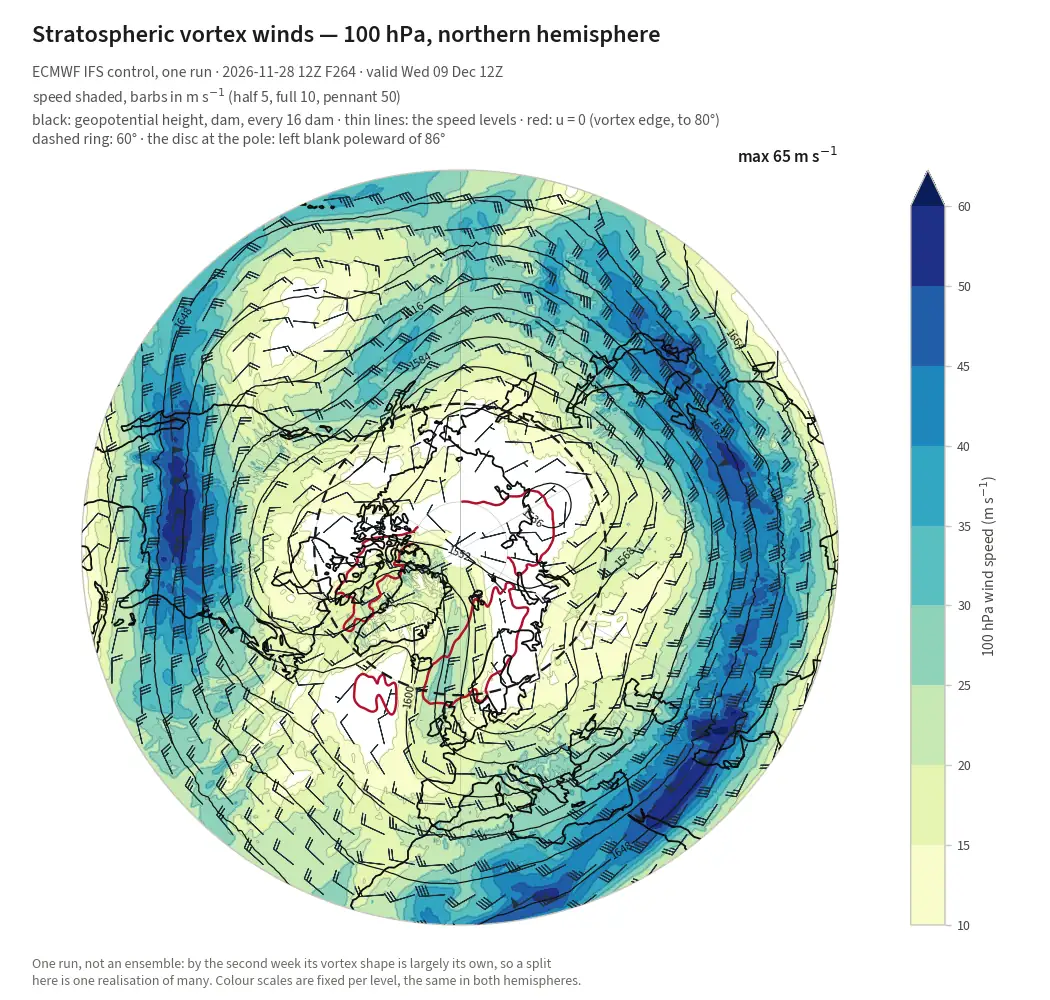 Stratospheric vortex winds — 100 hPa, northern hemisphere
ECMWF IFS control, one run · 2026-11-28 12Z F264 · valid Wed 09 Dec 12Z
speed shaded, barbs in m s⁻¹ (half 5, full 10, pennant 50)
black: geopotential height, dam, every 16 dam · thin lines: the speed levels · red: u = 0 (vortex edge, to 80°)
dashed ring: 60° · the disc at the pole: left blank poleward of 86°
max 65 m s⁻¹
60
50
45
40
35
30
25
20
15
10
100 hPa wind speed (m s⁻¹)
1648
1616
1584
1664
1536
1552
1568
1600
1648
One run, not an ensemble: by the second week its vortex shape is largely its own, so a split
here is one realisation of many. Colour scales are fixed per level, the same in both hemispheres.